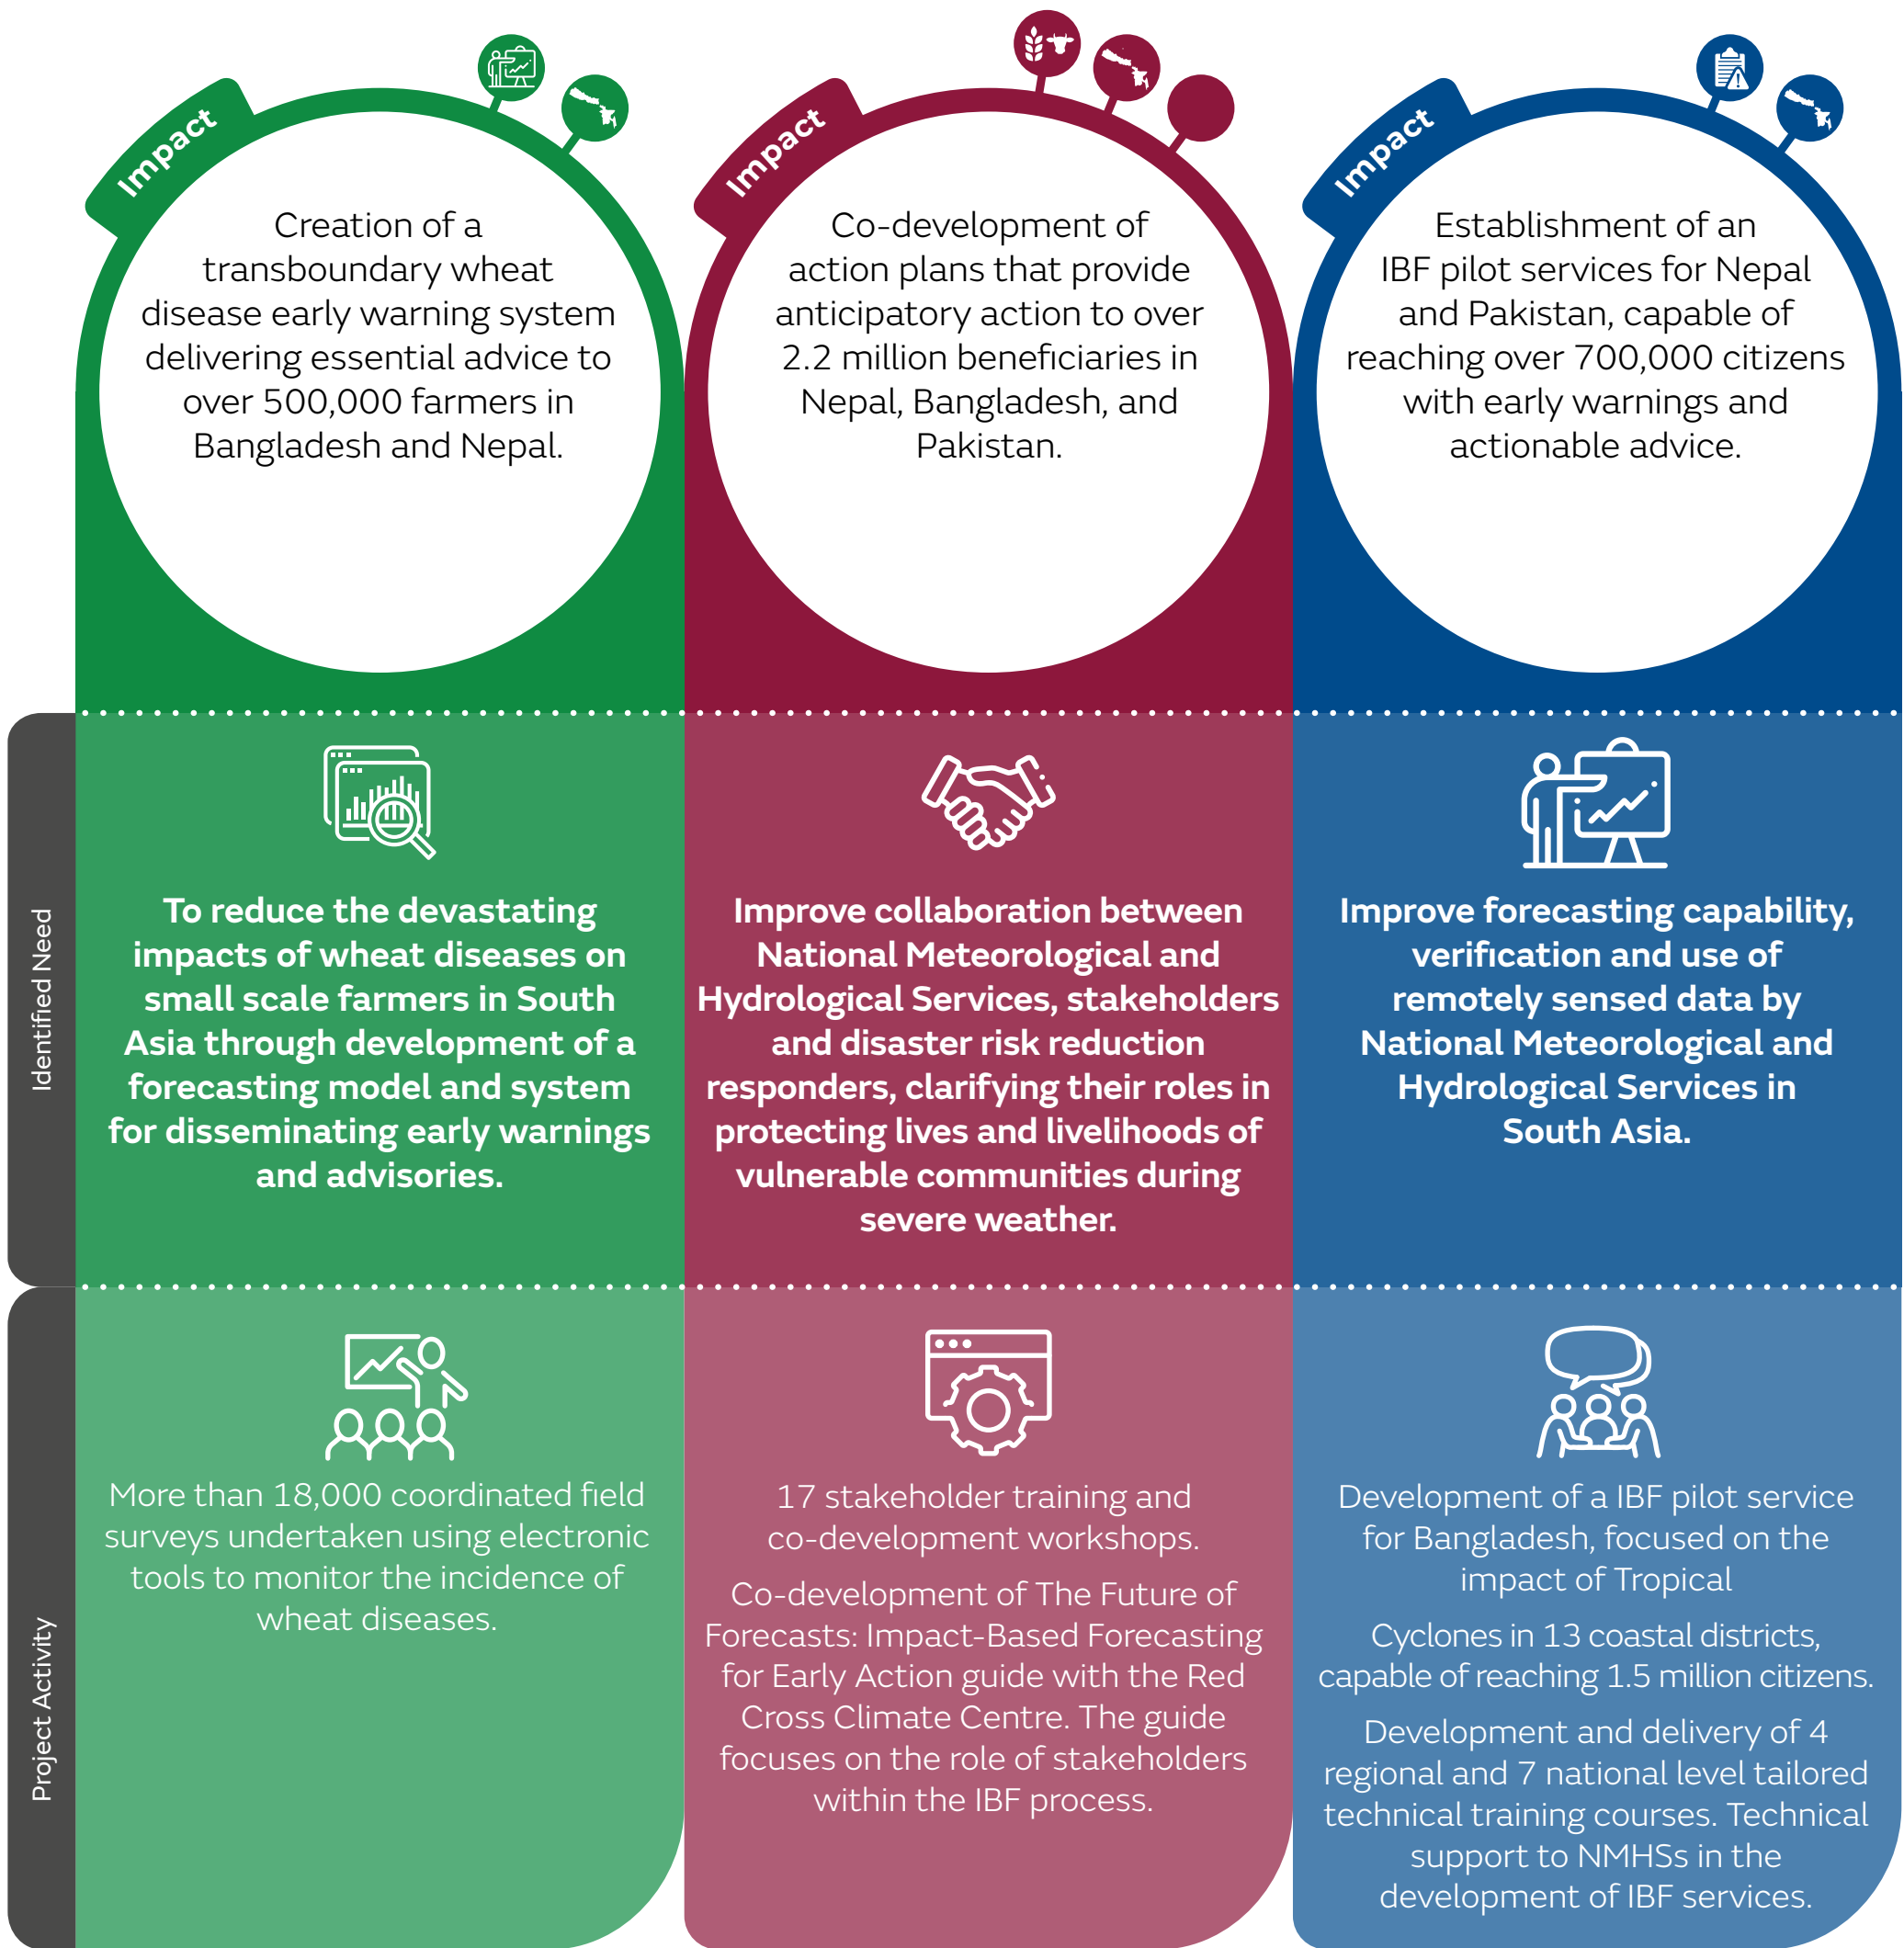 Impact
Creation of a
transboundary wheat
disease early warning system
delivering essential advice to
over 500,000 farmers in
Bangladesh and Nepal.
Impact
Co-development of
action plans that provide
anticipatory action to over
2.2 million beneficiaries in
Nepal, Bangladesh, and
Pakistan.
Impact
Establishment of an
IBF pilot services for Nepal
and Pakistan, capable of
reaching over 700,000 citizens
with early warnings and
actionable advice.
Identified Need
To reduce the devastating
impacts of wheat diseases on
small scale farmers in South
Asia through development of a
forecasting model and system
for disseminating early warnings
and advisories.
Improve collaboration between
National Meteorological and
Hydrological Services, stakeholders
and disaster risk reduction
responders, clarifying their roles in
protecting lives and livelihoods of
vulnerable communities during
severe weather.
Improve forecasting capability,
verification and use of
remotely sensed data by
National Meteorological and
Hydrological Services in
South Asia.
Project Activity
More than 18,000 coordinated field
surveys undertaken using electronic
tools to monitor the incidence of
wheat diseases.
17 stakeholder training and
co-development workshops.
Co-development of The Future of
Forecasts: Impact-Based Forecasting
for Early Action guide with the Red
Cross Climate Centre. The guide
focuses on the role of stakeholders
within the IBF process.
Development of a IBF pilot service
for Bangladesh, focused on the
impact of Tropical
Cyclones in 13 coastal districts,
capable of reaching 1.5 million citizens.
Development and delivery of 4
regional and 7 national level tailored
technical training courses. Technical
support to NMHSs in the
development of IBF services.